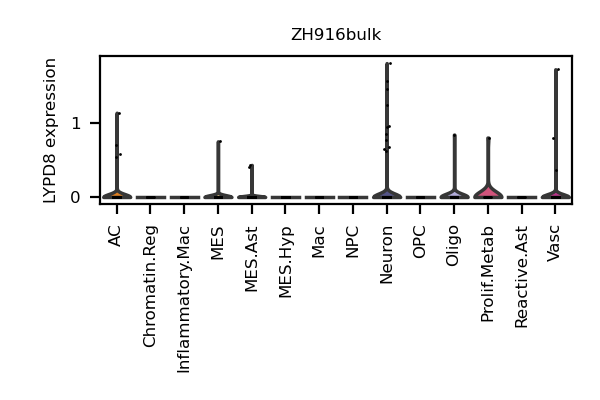 ZH916bulk
LYPD8 expression
1
0
AC
Chromatin.Reg
Inflammatory.Mac
MES
MES.Ast
MES.Hyp
Mac
NPC
Neuron
OPC
Oligo
Prolif.Metab
Reactive.Ast
Vasc